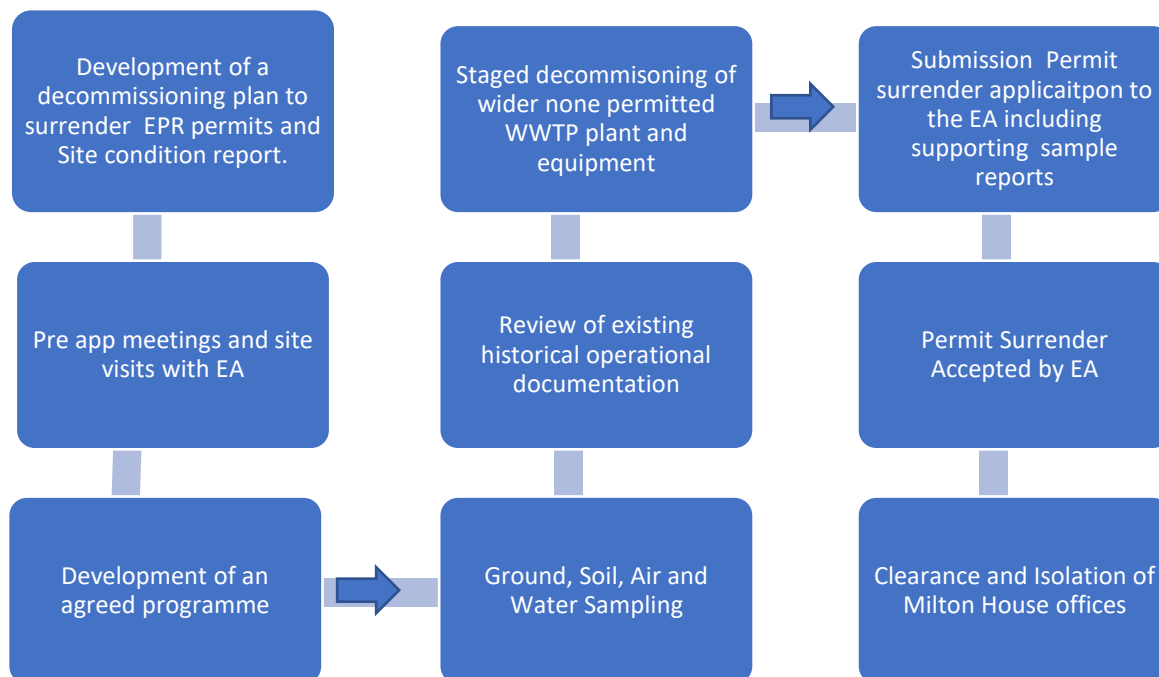 Development of a
decommissioning plan to
surrender EPR permits and
Site condition report.
Pre app meetings and site
visits with EA
Development of an
agreed programme
Ground, Soil, Air and
Water Sampling
Review of existing
historical operational
documentation
Staged decommisoning of
wider none permitted
WWTP plant and
equipment
Submission Permit
surrender applicaitpon to
the EA including
supporting sample
reports
Permit Surrender
Accepted by EA
Clearance and Isolation of
Milton House offices